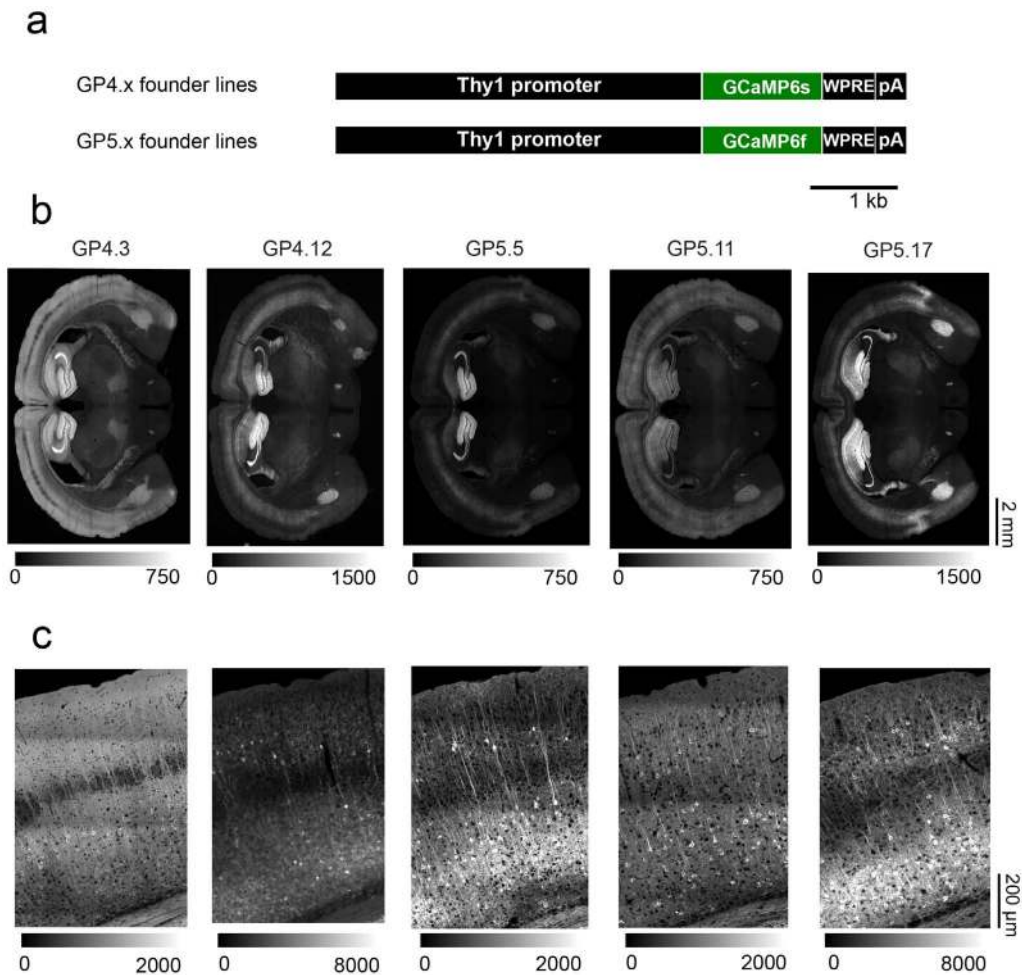 a
GP4.x founder lines Thy1 promoter GCaMP6s WPRE pA
GP5.x founder lines Thy1 promoter GCaMP6f WPRE pA
1 kb
b
GP4.3 GP4.12 GP5.5 GP5.11 GP5.17
2 mm
0 750 0 1500 0 750 0 750 0 1500
c
200 µm
0 2000 0 8000 0 2000 0 2000 0 8000